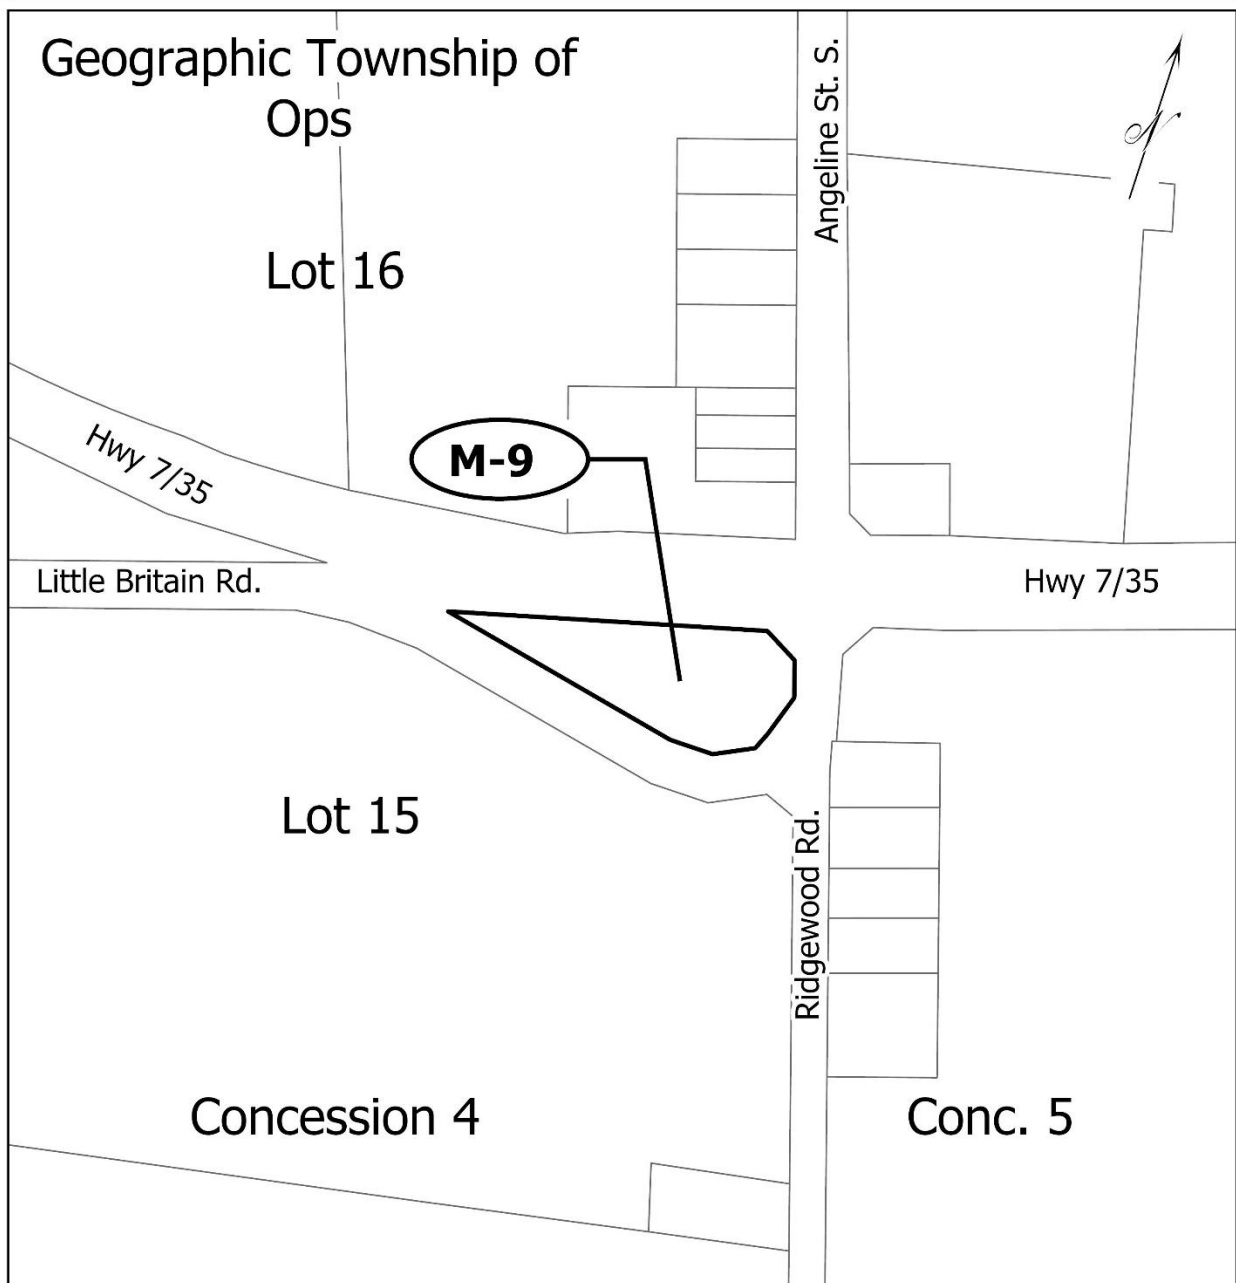 Geographic Township of
Ops
Angeline St. S.
N
Lot 16
M-9
Hwy 7/35
Little Britain Rd.
Hwy 7/35
Lot 15
Ridgewood Rd.
Concession 4
Conc. 5